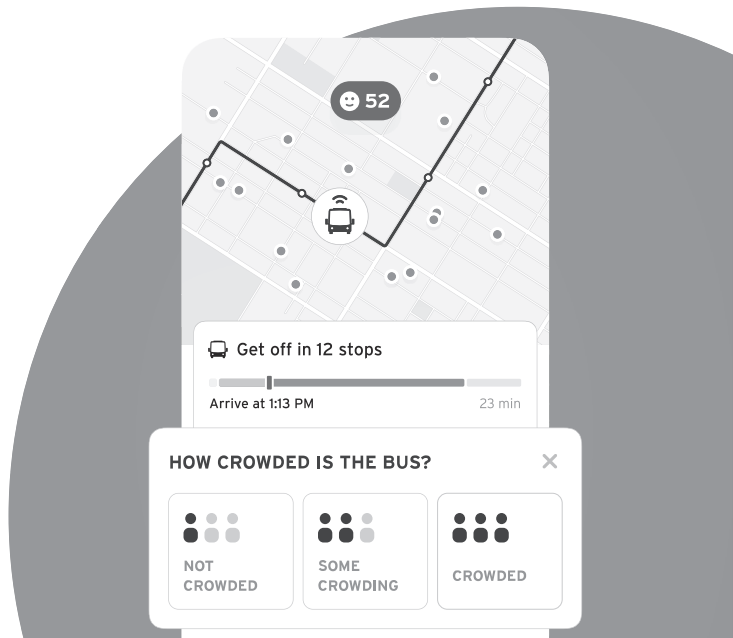 52
Get off in 12 stops
Arrive at 1:13 PM
23 min
HOW CROWDED IS THE BUS?
NOT
CROWDED
SOME
CROWDING
CROWDED